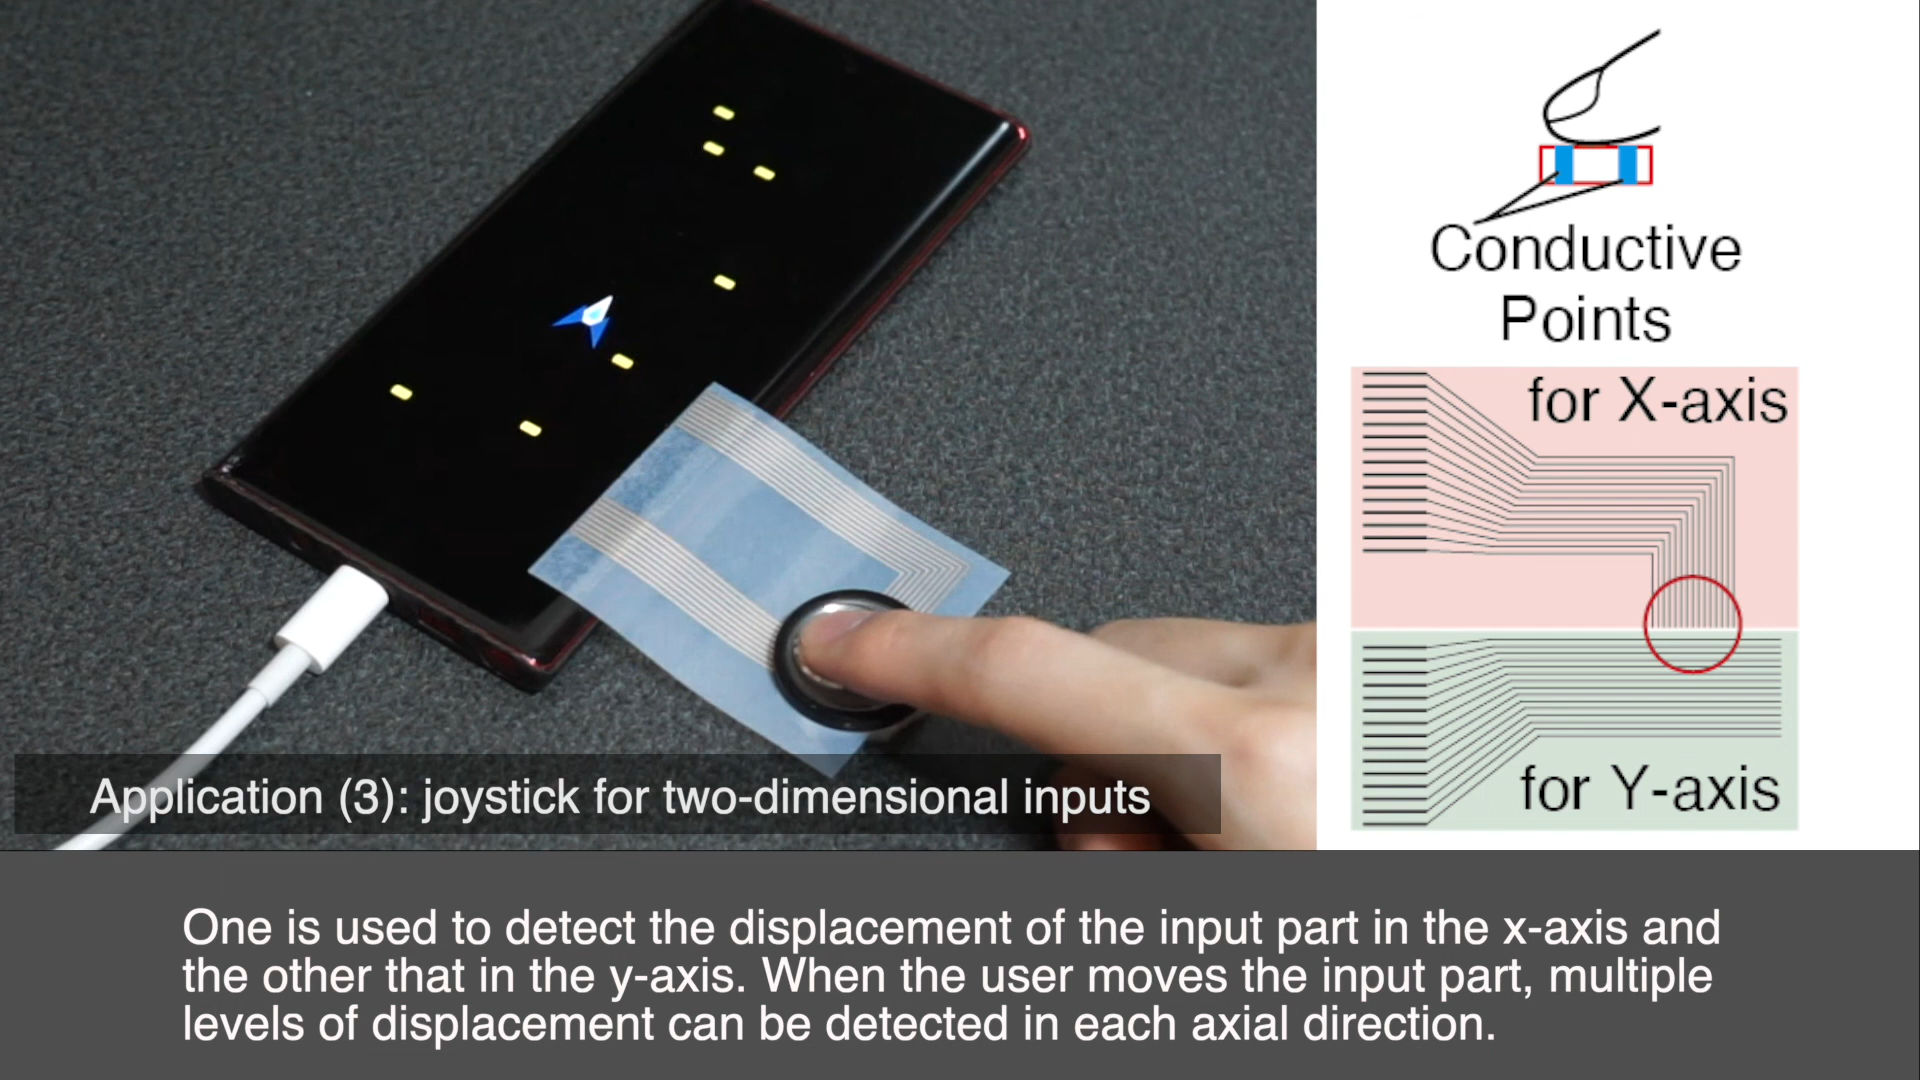 Conductive
Points
for X-axis
for Y-axis
Application (3): joystick for two-dimensional inputs
One is used to detect the displacement of the input part in the x-axis and
the other that in the y-axis. When the user moves the input part, multiple
levels of displacement can be detected in each axial direction.